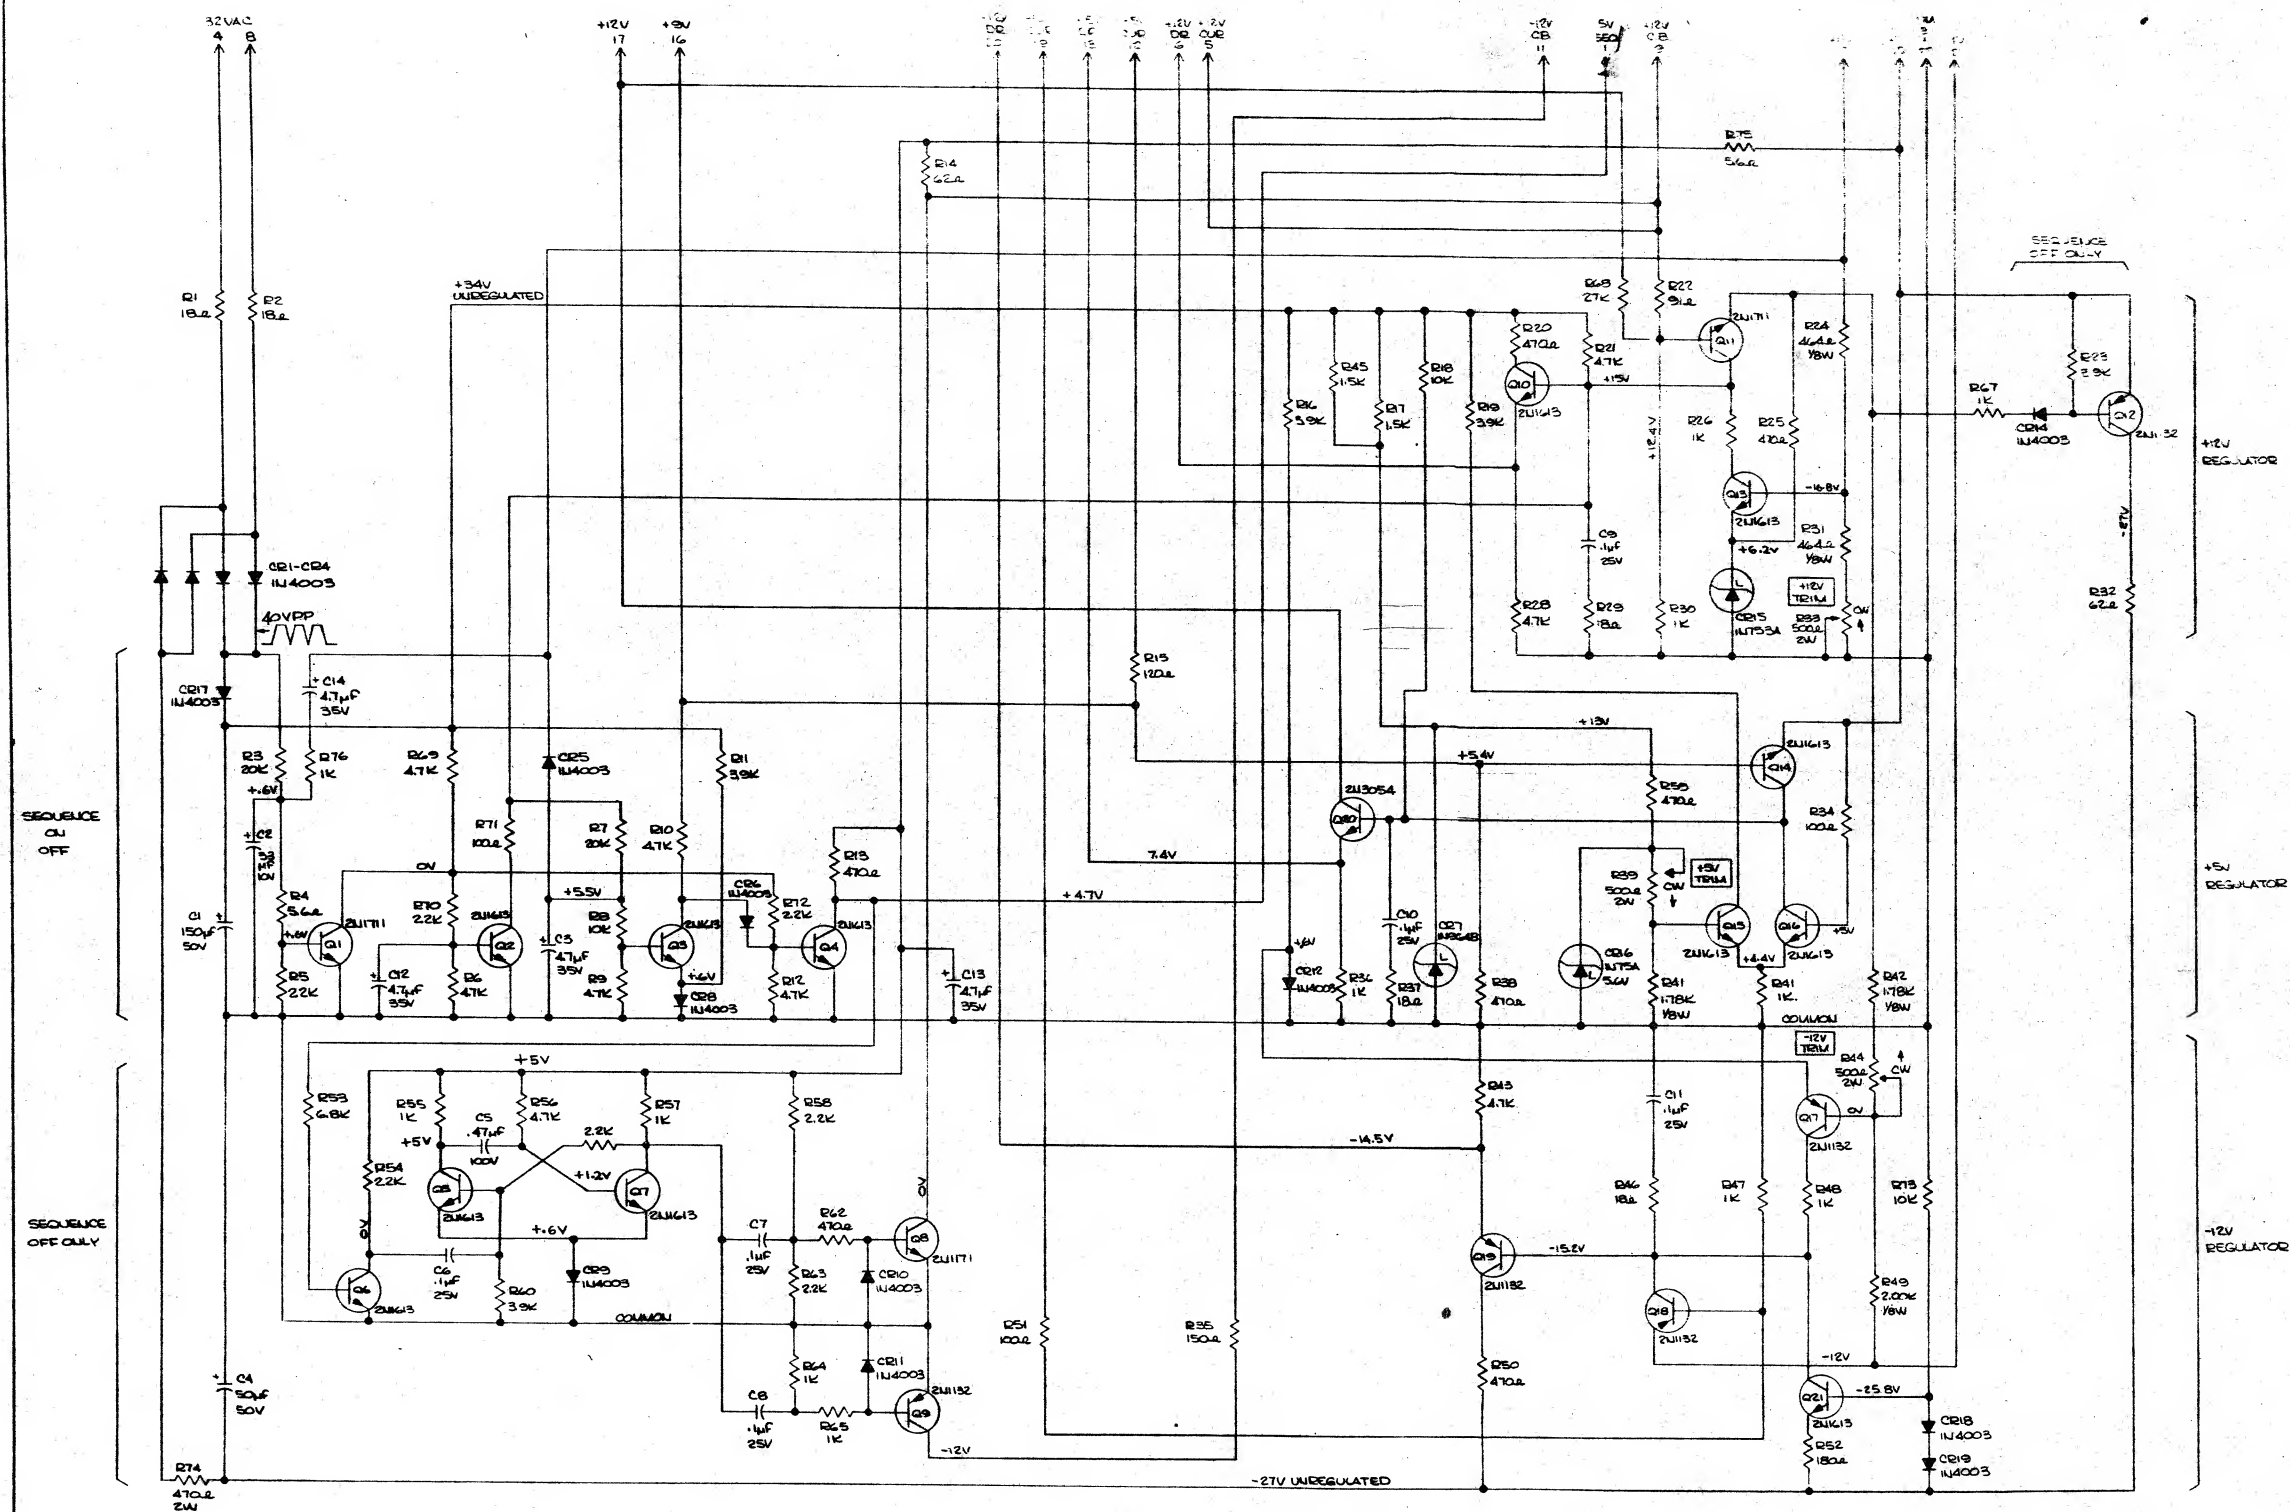 32VAC
4 8
+12V
17
+9V
16
+12V
DR
6
+12V
CUR
5
-12V
CB
11
5V
SEQ
1
+12V
CB
R75
5.6Ω
R14
62Ω
SEQUENCE
OFF ONLY
+34V
UNREGULATED
R1
18Ω
R2
18Ω
R68
27K
R22
91Ω
2N1711
Q11
R24
464Ω
1/8W
R20
470Ω
R21
4.7K
+15V
Q10
2N1613
R45
1.5K
R18
10K
R16
3.9K
R17
1.5K
R19
3.9K
+12.4V
R26
1K
R25
470Ω
R67
1K
CR14
1N4003
R23
3.9K
Q12
+12V
REGULATOR
Q13
-16.8V
2N1613
+6.2V
R31
464Ω
1/8W
-27V
C9
.1µF
25V
CR15
1N753A
+12V
TRIM
R33
500Ω
2W
CW
R32
62Ω
R28
4.7K
R29
18Ω
R30
1K
CR1-CR4
1N4003
40VPP
CR17
1N4003
C14
4.7µF
35V
R15
120Ω
+13V
R3
20K
R76
1K
R69
4.7K
CR5
1N4003
R11
3.9K
+5.4V
2N1613
Q14
+.6V
R59
470Ω
R34
100Ω
2N3054
Q20
SEQUENCE
ON
OFF
C2
R71
100Ω
R7
20K
R10
4.7K
R13
470Ω
7.4V
0V
+5.5V
+4.7V
R39
500Ω
2W
CW
+5V
TRIM
+5V
REGULATOR
CR6
1N4003
R72
2.2K
R4
5.6Ω
R70
2.2K
R8
10K
C1
150µF
50V
+.6V
2N1711
Q1
2N1613
Q2
C3
4.7µF
35V
2N1613
Q3
2N1613
Q4
C10
.1µF
25V
CR7
1N964B
CR16
1N75A
5.6V
Q15
2N1613
Q16
2N1613
+5V
+4.4V
R5
22K
C12
4.7µF
35V
R6
4.7K
R9
4.7K
+.6V
CR8
1N4003
R12
4.7K
C13
4.7µF
35V
+.6V
CR12
1N4003
R36
1K
R37
18Ω
R38
470Ω
R41
1.78K
1/8W
R41
1K
R42
1.78K
1/8W
COMMON
-12V
TRIM
R44
500Ω
2W
CW
+5V
R53
6.8K
R55
1K
R56
4.7K
R57
1K
R58
2.2K
C5
.47µF
100V
2.2K
+5V
R43
4.7K
C11
.1µF
25V
Q17
2N1132
0V
-14.5V
R54
22K
+1.2V
Q5
2N1613
Q7
2N1613
0V
0V
R46
18Ω
R47
1K
R48
1K
R73
10K
SEQUENCE
OFF ONLY
+.6V
C7
.1µF
25V
R62
470Ω
Q8
2N1171
C6
.1µF
25V
R60
3.9K
CR9
1N4003
R63
2.2K
CR10
1N4003
Q6
2N1613
COMMON
Q19
2N1132
-15.2V
-12V
REGULATOR
R49
2.00K
1/8W
Q18
2N1132
R51
100Ω
R35
150Ω
R64
1K
CR11
1N4003
-12V
R50
470Ω
C4
50µF
50V
C8
.1µF
25V
R65
1K
2N1132
Q9
-12V
Q21
2N1613
-25.8V
R52
180Ω
CR18
1N4003
CR19
1N4003
R74
470Ω
2W
-27V UNREGULATED